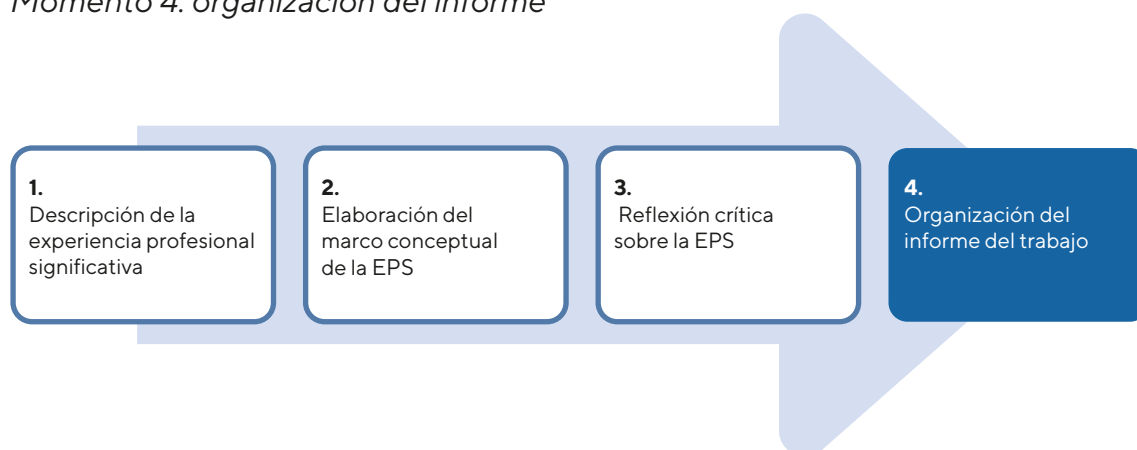 Momento 4. organización del informe
1.
Descripción de la
experiencia profesional
significativa
2.
Elaboración del
marco conceptual
de la EPS
3.
Reflexión crítica
sobre la EPS
4.
Organización del
informe del trabajo